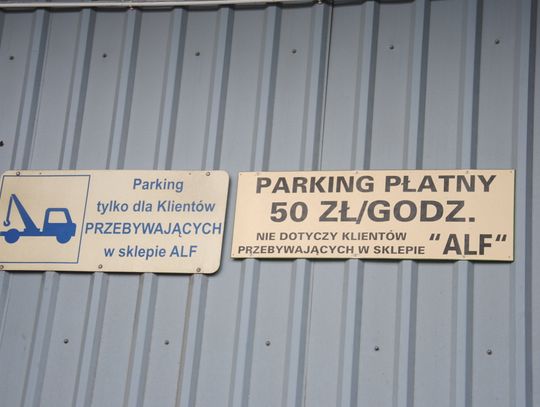 Parking
tylko dla Klientów
PRZEBYWAJĄCYCH
w sklepie ALF
PARKING PŁATNY
50 ZŁ/GODZ.
NIE DOTYCZY KLIENTÓW
PRZEBYWAJĄCYCH W SKLEPIE "ALF"